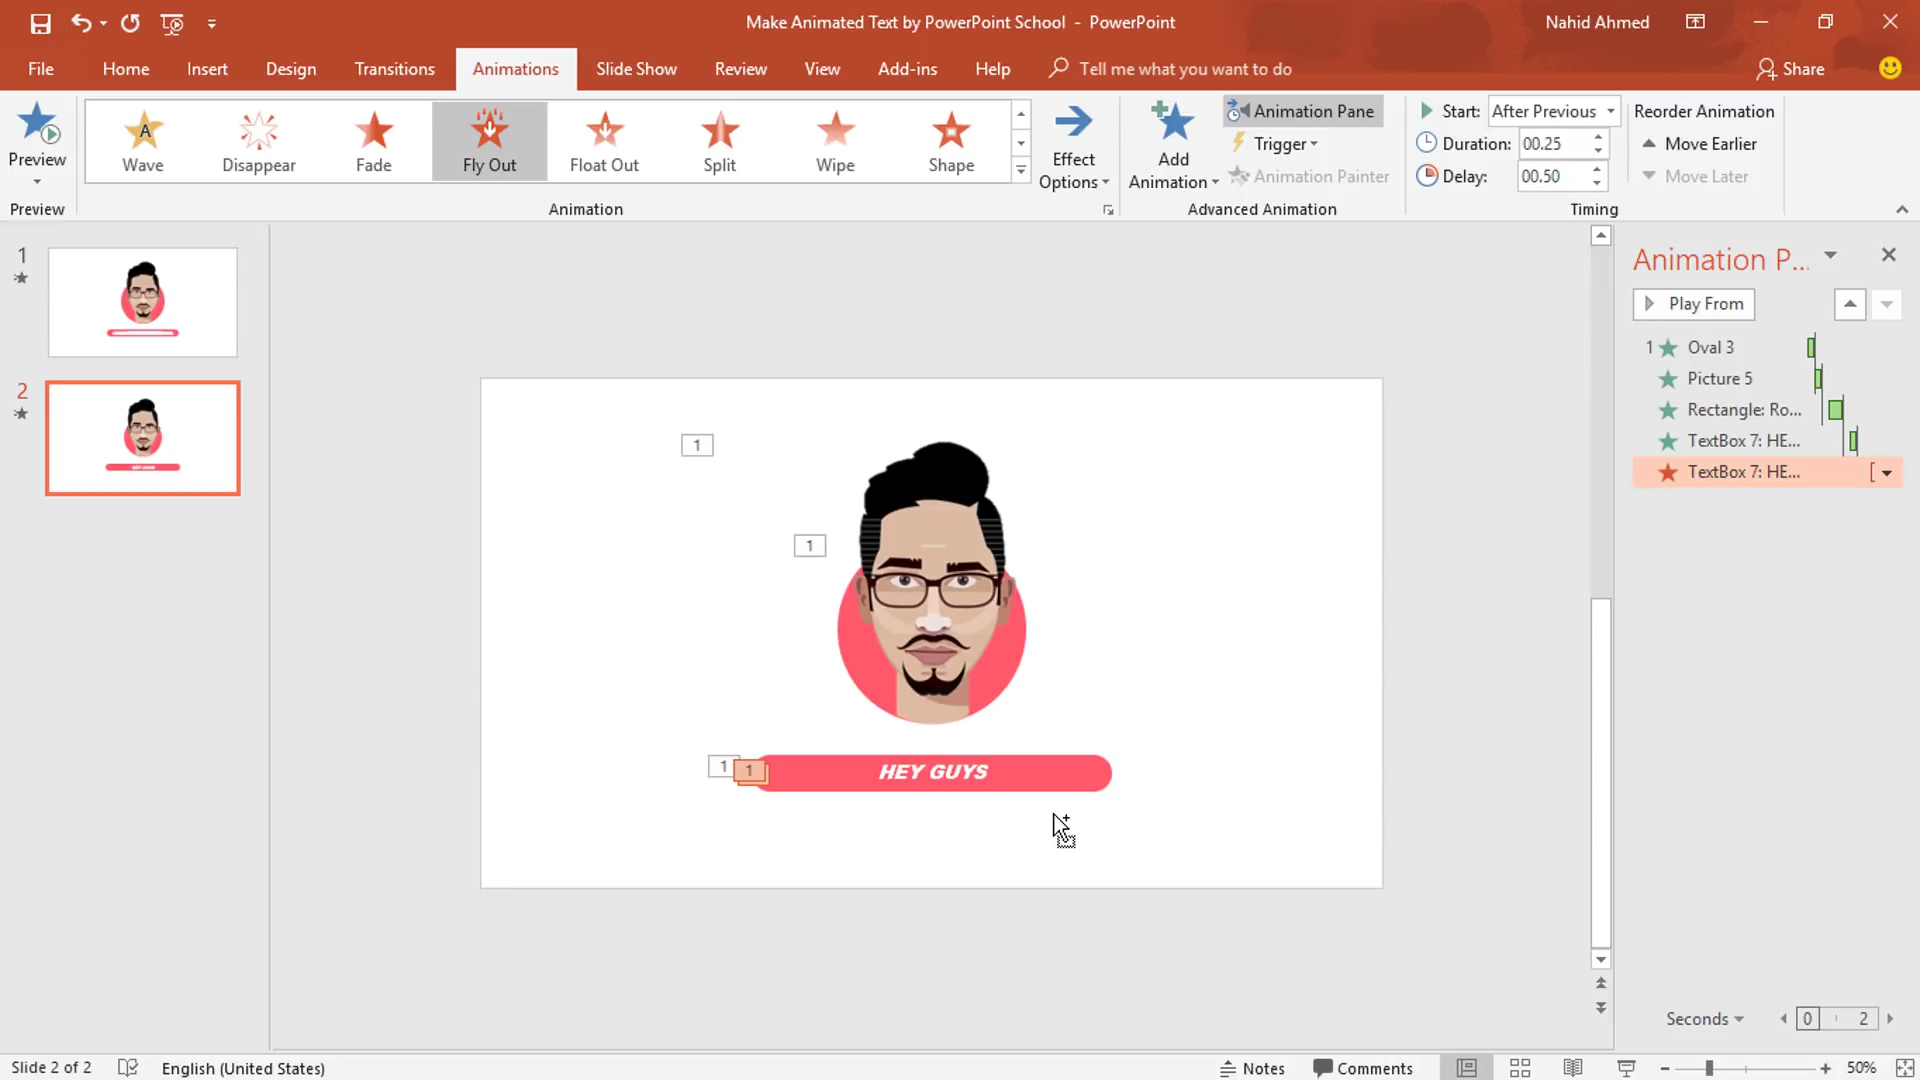 Make Animated Text by PowerPoint School - PowerPoint
Nahid Ahmed
File Home Insert Design Transitions Animations Slide Show Review View Add-ins Help Tell me what you want to do Share
Preview
Preview
A
Wave Disappear Fade Fly Out Float Out Split Wipe Shape
Animation
Effect
Options
Add
Animation
Animation Pane
Trigger
Animation Painter
Advanced Animation
Start: After Previous
Duration: 00.25
Delay: 00.50
Timing
Reorder Animation
Move Earlier
Move Later
1
2
HEY GUYS
1
1
1
1
HEY GUYS
Animation P...
Play From
1 Oval 3
Picture 5
Rectangle: Ro...
TextBox 7: HE...
TextBox 7: HE...
Seconds 0 2
Slide 2 of 2 English (United States) Notes Comments 50%